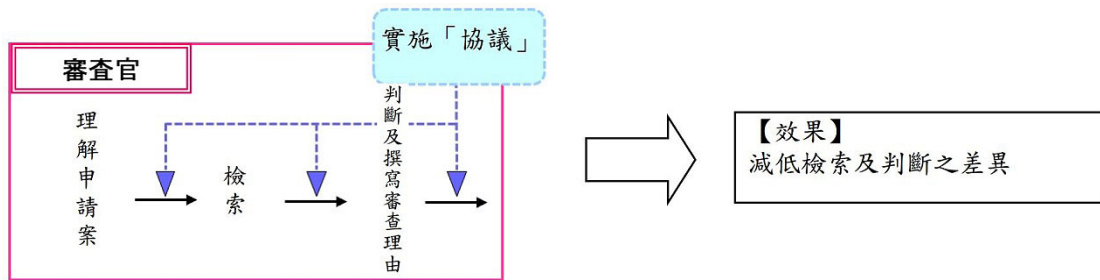 實施「協議」
審查官
理解申請案
檢索
判斷及撰寫審查理由
【效果】
減低檢索及判斷之差異